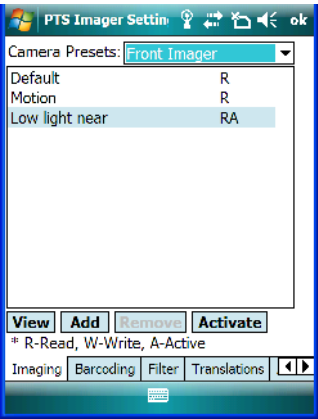 PTS Imager Settin ok
Camera Presets: Front Imager
Default R
Motion R
Low light near RA
View Add Remove Activate
* R-Read, W-Write, A-Active
Imaging Barcoding Filter Translations